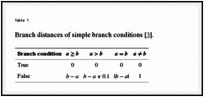 Table 1
Branch distances of simple branch conditions [3].
Branch condition a ≥ b a > b a = b a ≠ b
True 0 0 0 0
False b − a b − a + 0.1 |b − a| 1